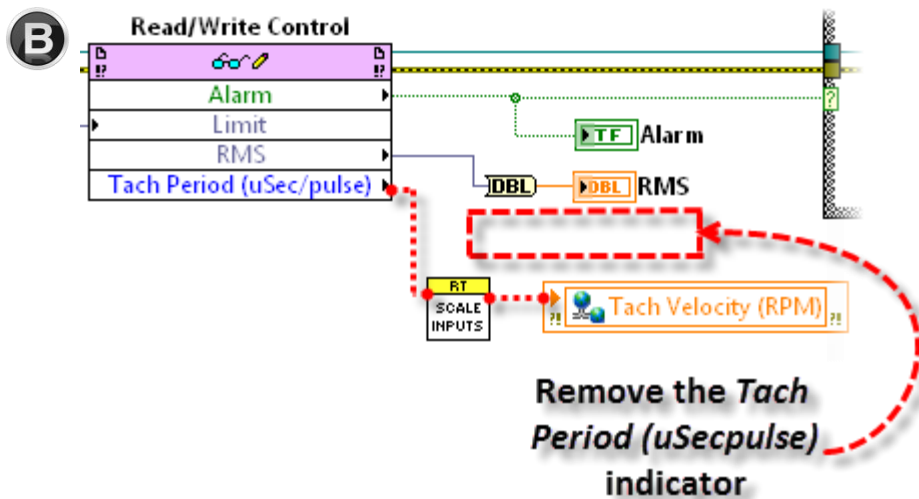 B
Read/Write Control
Alarm
Limit
RMS
Tach Period (uSec/pulse)
?
TF Alarm
DBL DBL RMS
RT
SCALE
INPUTS
?! Tach Velocity (RPM) ?!
Remove the Tach
Period (uSecpulse)
indicator